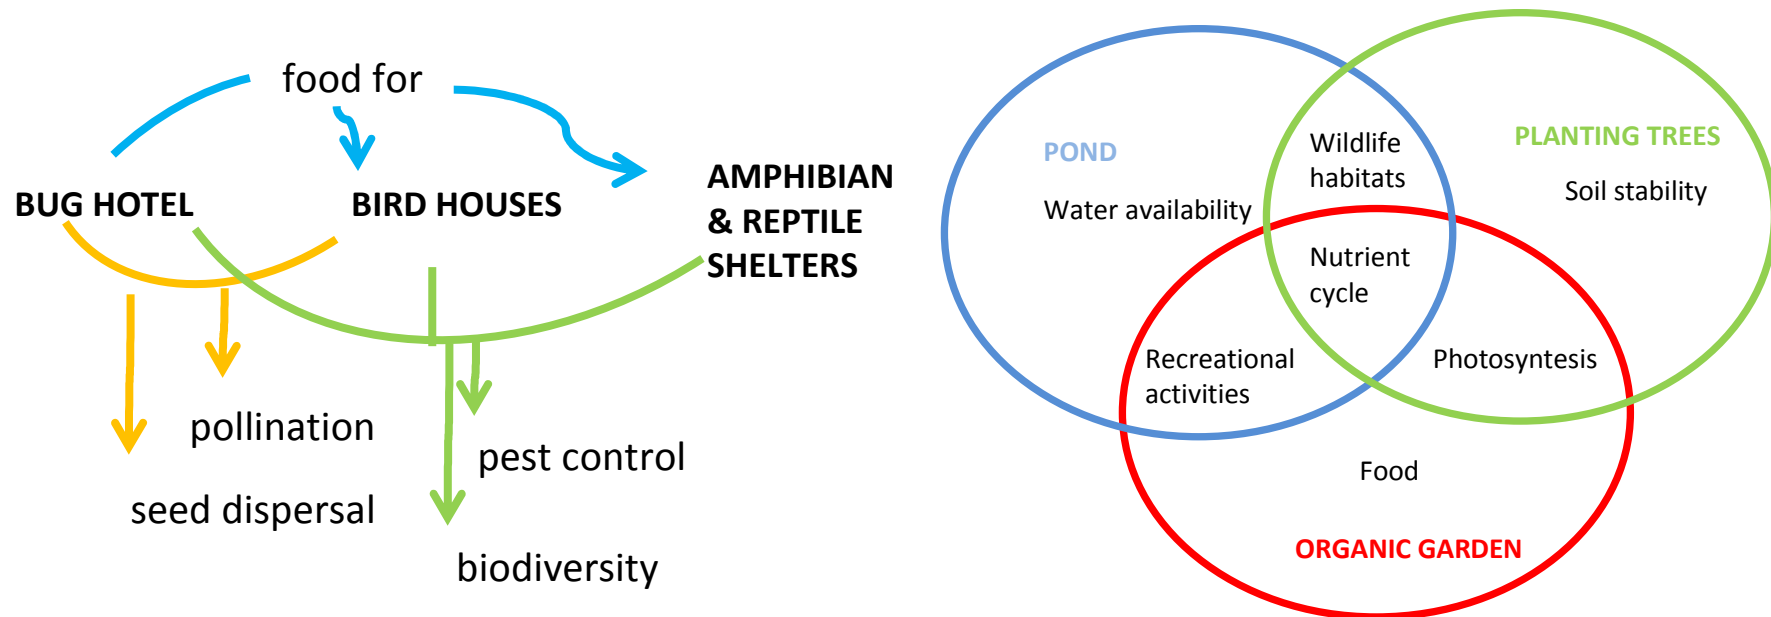 food for
BUG HOTEL
BIRD HOUSES
AMPHIBIAN
& REPTILE
SHELTERS
pollination
seed dispersal
pest control
biodiversity
POND
Water availability
Wildlife
habitats
PLANTING TREES
Soil stability
Nutrient
cycle
Recreational
activities
Photosyntesis
Food
ORGANIC GARDEN